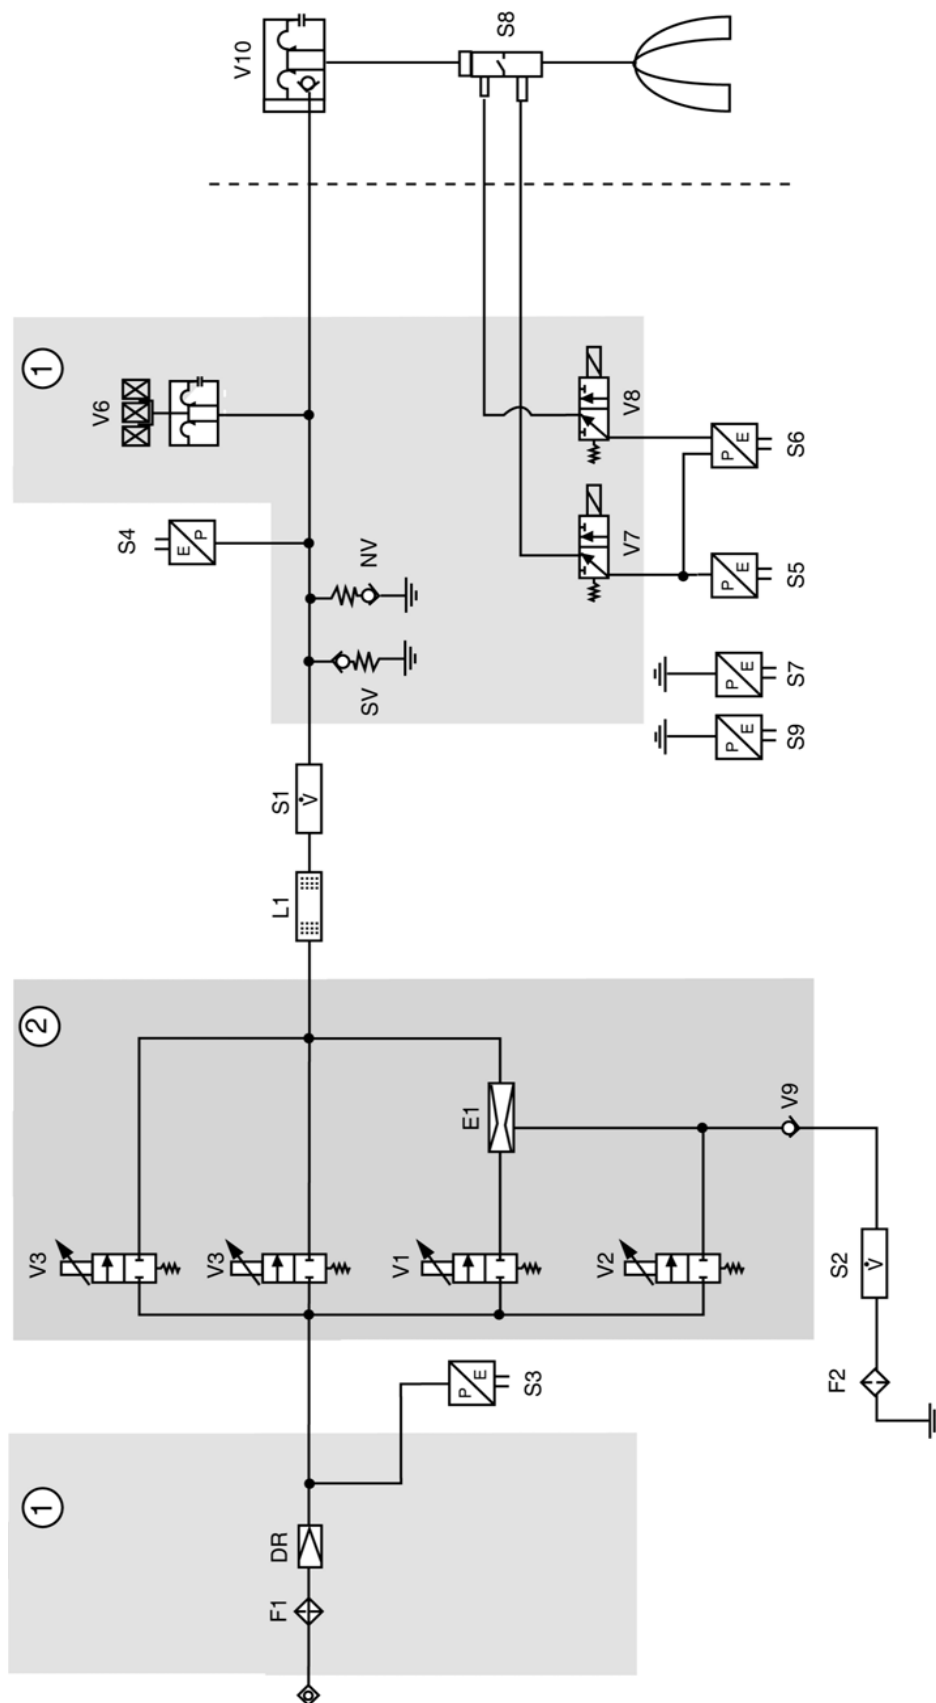 V10
S8
1
V6
S4
NV
SV
V8
V7
P E
S6
P E
S5
P E
S7
P E
S9
E P
S1
V̇
L1
2
E1
V9
V3
V3
V1
V2
S2
V̇
F2
P E
S3
1
DR
F1